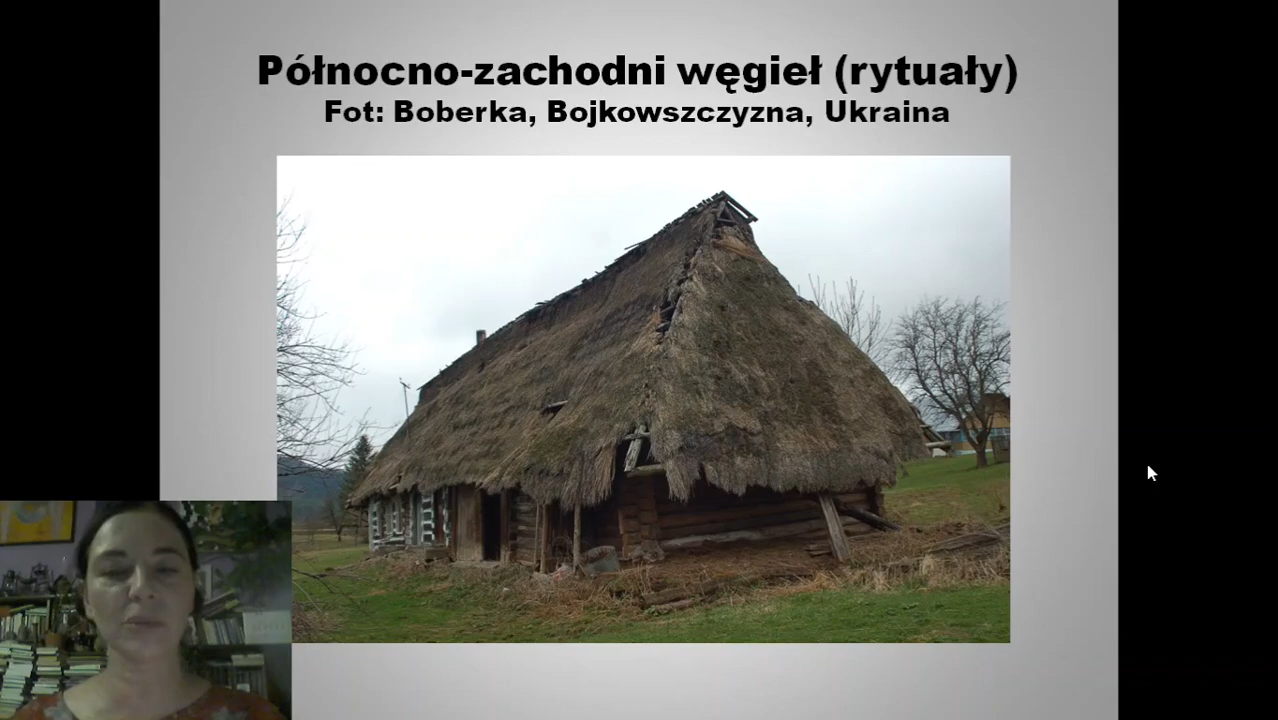 Północno-zachodni węgieł (rytuały)
Fot: Boberka, Bojkowszczyzna, Ukraina